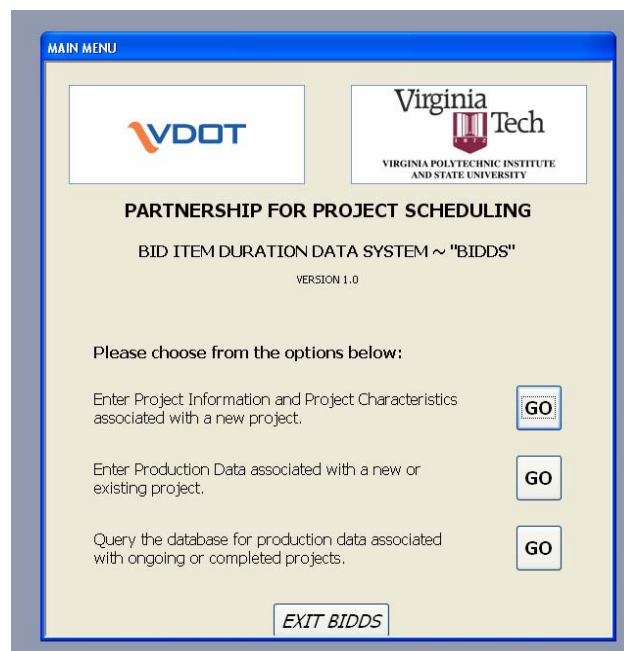 MAIN MENU
VDOT
Virginia
Tech
1872
VIRGINIA POLYTECHNIC INSTITUTE
AND STATE UNIVERSITY
PARTNERSHIP FOR PROJECT SCHEDULING
BID ITEM DURATION DATA SYSTEM ~ "BIDDS"
VERSION 1.0
Please choose from the options below:
Enter Project Information and Project Characteristics
associated with a new project.
GO
Enter Production Data associated with a new or
existing project.
GO
Query the database for production data associated
with ongoing or completed projects.
GO
EXIT BIDDS